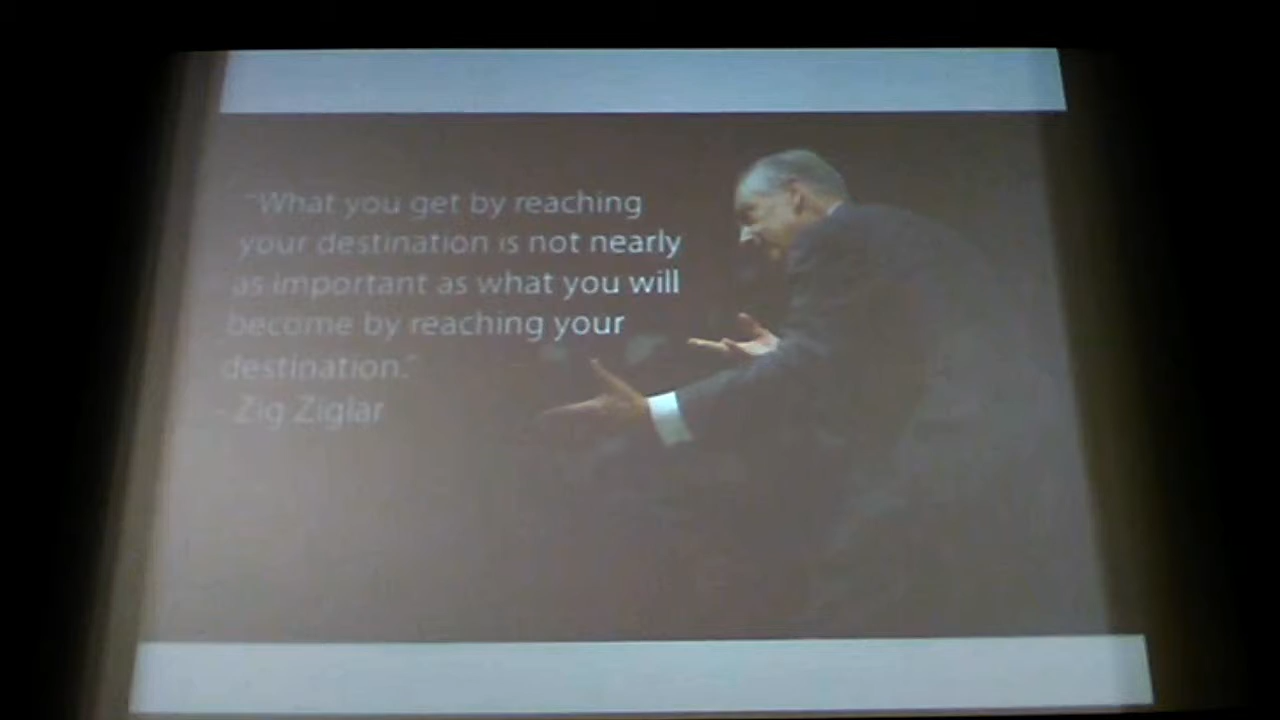 "What you get by reaching
your destination is not nearly
as important as what you will
become by reaching your
destination."
- Zig Ziglar